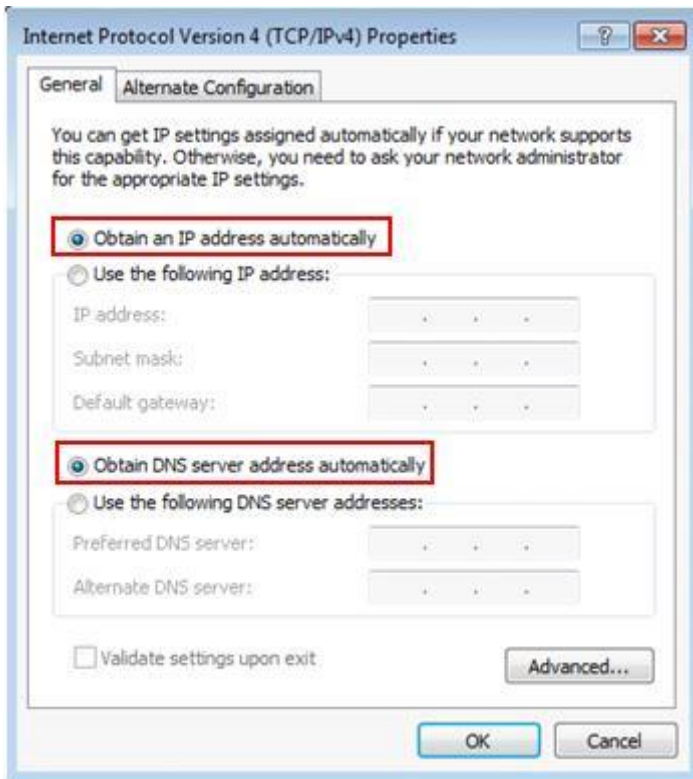 Internet Protocol Version 4 (TCP/IPv4) Properties
General
Alternate Configuration
You can get IP settings assigned automatically if your network supports
this capability. Otherwise, you need to ask your network administrator
for the appropriate IP settings.
Obtain an IP address automatically
Use the following IP address:
IP address:
Subnet mask:
Default gateway:
Obtain DNS server address automatically
Use the following DNS server addresses:
Preferred DNS server:
Alternate DNS server:
Validate settings upon exit
Advanced...
OK
Cancel